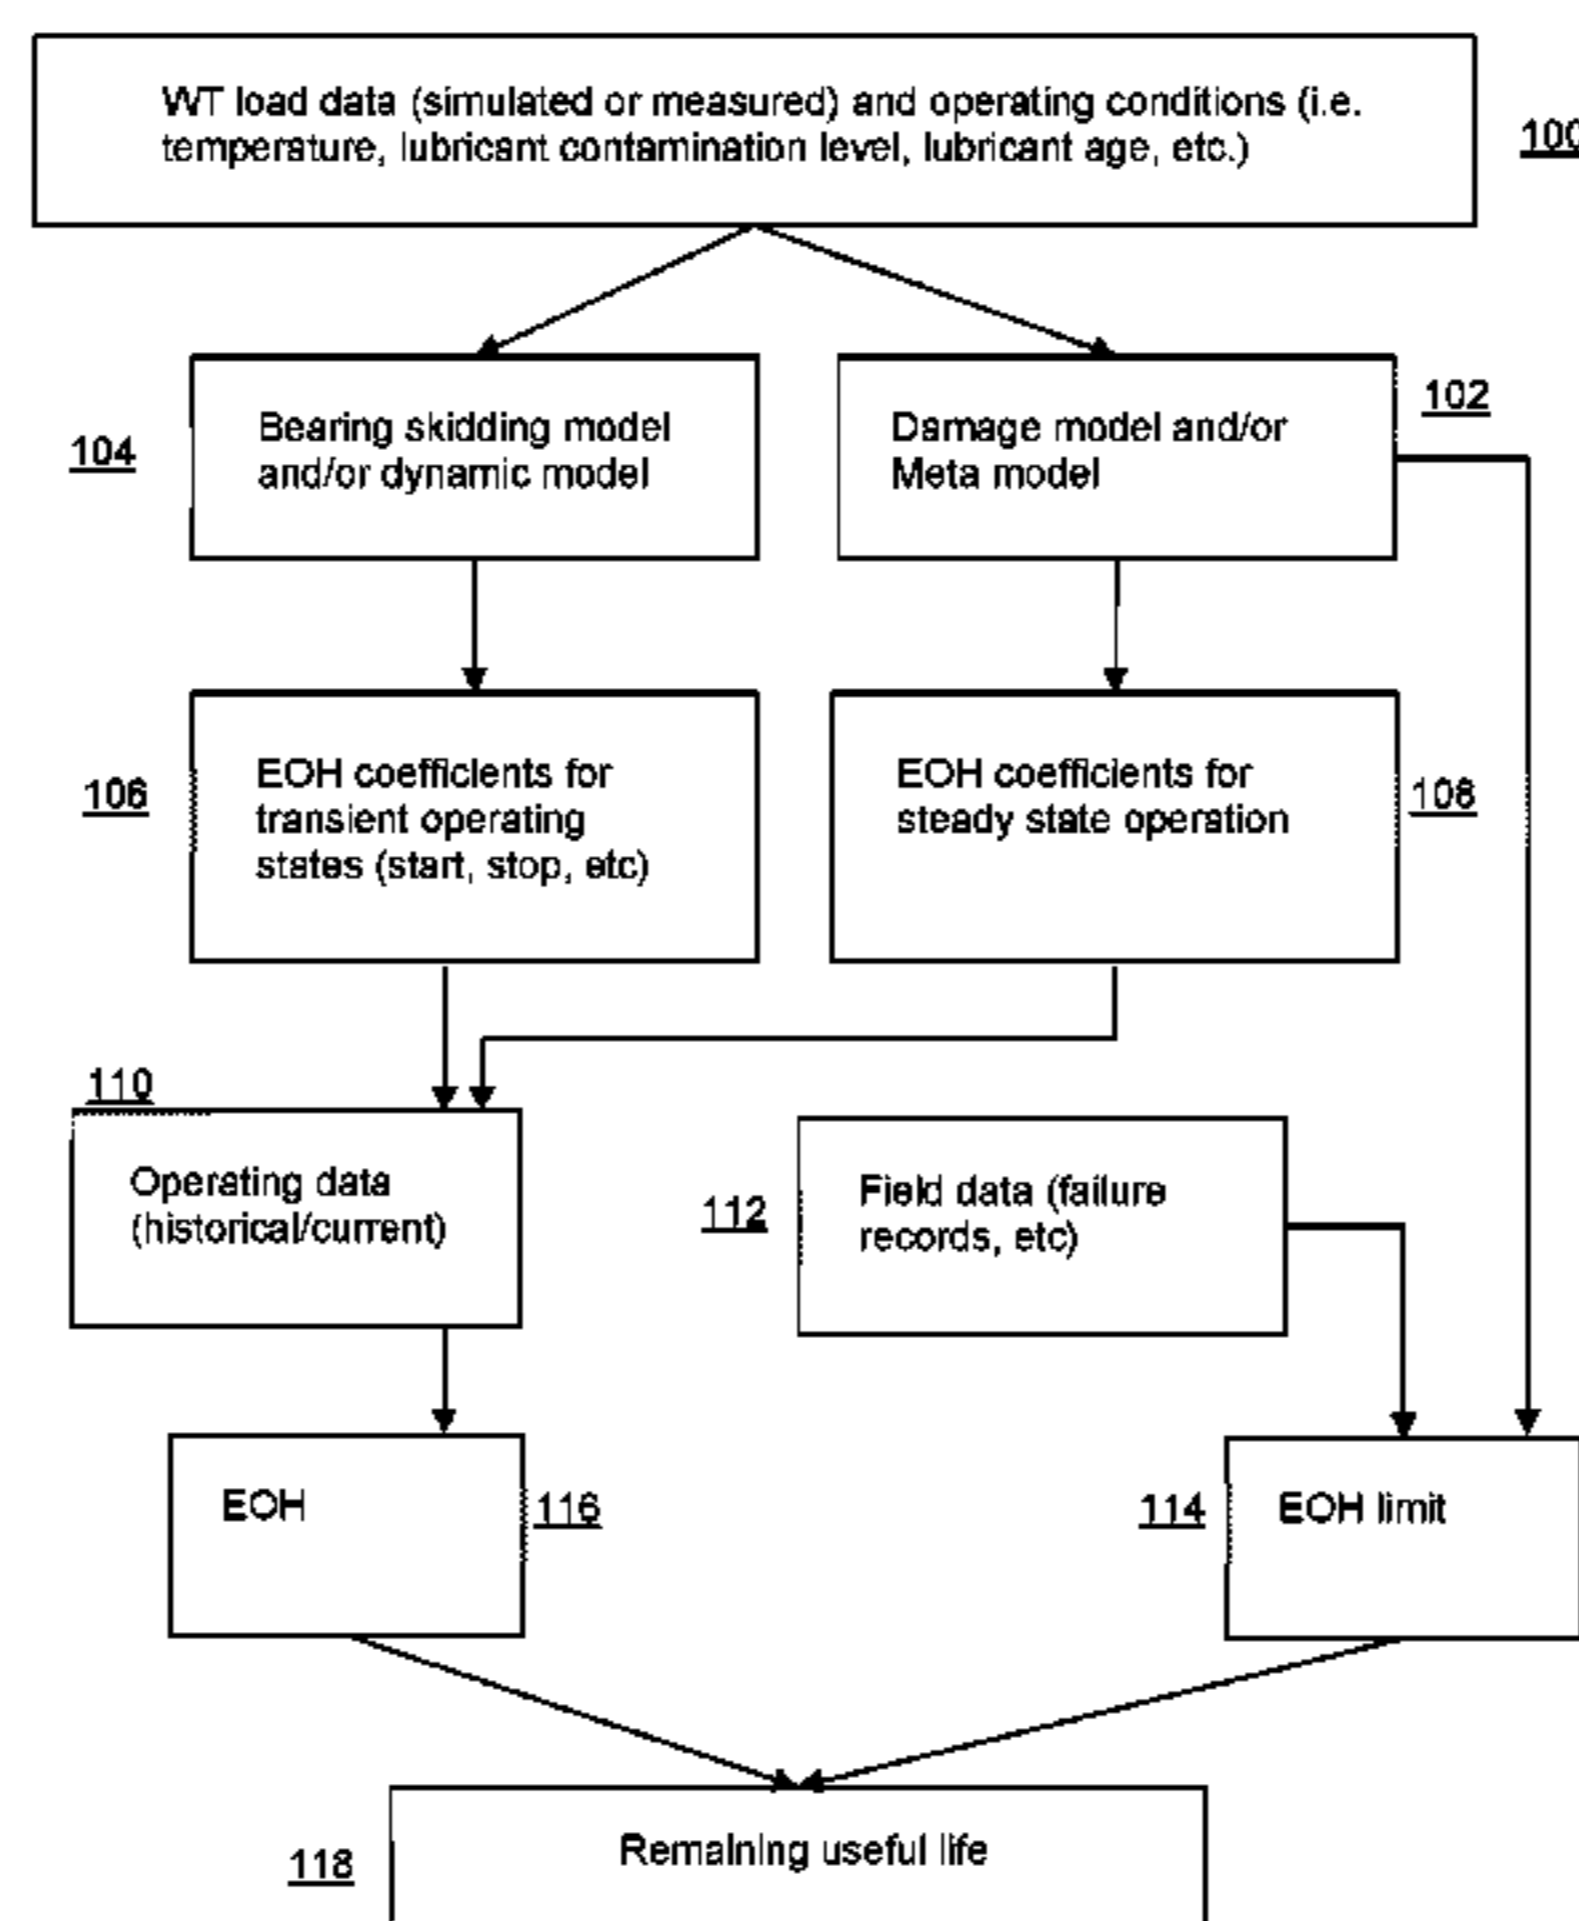 WT load data (simulated or measured) and operating conditions (i.e.
temperature, lubricant contamination level, lubricant age, etc.)
100
104
Bearing skidding model
and/or dynamic model
Damage model and/or
Meta model
102
106
EOH coefficients for
transient operating
states (start, stop, etc)
EOH coefficients for
steady state operation
108
110
Operating data
(historical/current)
112
Field data (failure
records, etc)
EOH
116
114
EOH limit
118
Remaining useful life